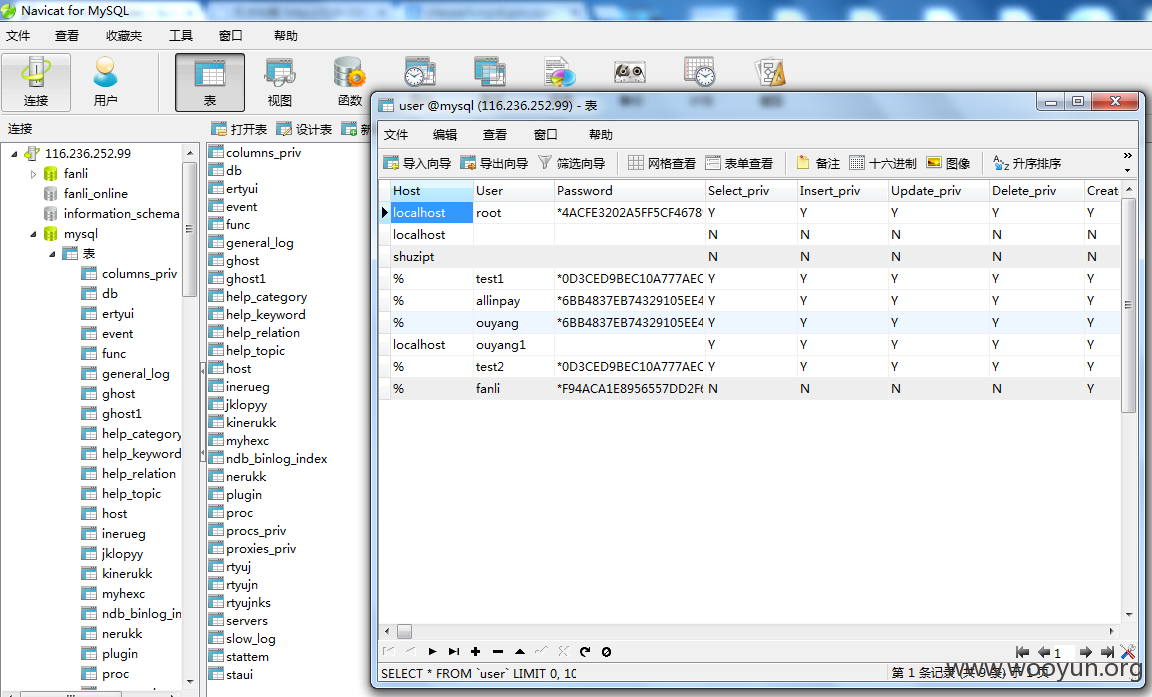 Navicat for MySQL
文件 查看 收藏夹 工具 窗口 帮助
连接 用户 表 视图 函数
连接
打开表 设计表 新
116.236.252.99
fanli
fanli_online
information_schema
mysql
表
columns_priv
db
ertyui
event
func
general_log
ghost
ghost1
help_category
help_keyword
help_relation
help_topic
host
inerueg
jklopyy
kinerukk
myhexc
ndb_binlog_in
nerukk
plugin
proc
columns_priv
db
ertyui
event
func
general_log
ghost
ghost1
help_category
help_keyword
help_relation
help_topic
host
inerueg
jklopyy
kinerukk
myhexc
ndb_binlog_index
nerukk
plugin
proc
procs_priv
proxies_priv
rtyuj
rtyujn
rtyujnks
servers
slow_log
stattem
staui
user @mysql (116.236.252.99) - 表
文件 编辑 查看 窗口 帮助
导入向导 导出向导 筛选向导 网格查看 表单查看 备注 十六进制 图像 升序排序
Host User Password Select_priv Insert_priv Update_priv Delete_priv Creat
localhost root *4ACFE3202A5FF5CF4678 Y Y Y Y Y
localhost N N N N N
shuzipt N N N N N
% test1 *0D3CED9BEC10A777AEC Y Y Y Y Y
% allinpay *6BB4837EB74329105EE4 Y Y Y Y Y
% ouyang *6BB4837EB74329105EE4 Y Y Y Y Y
localhost ouyang1 Y Y Y Y Y
% test2 *0D3CED9BEC10A777AEC Y Y Y Y Y
% fanli *F94ACA1E8956557DD2F6 N N N N Y
1
SELECT * FROM `user` LIMIT 0, 10
第 1 条记录 (共 9 条) 于 1 页
www.wooyun.org